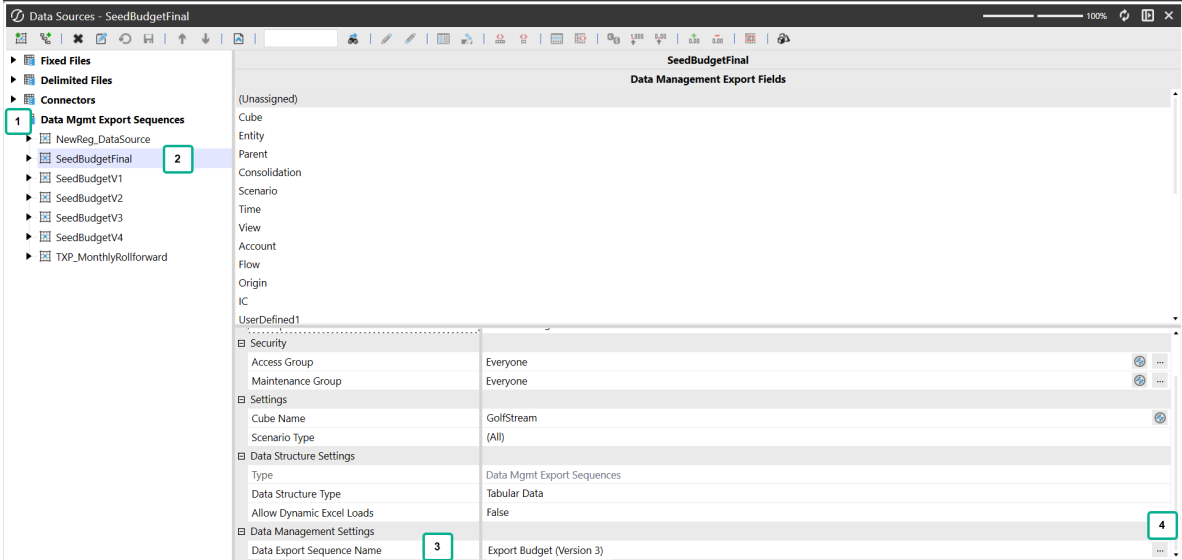 Data Sources - SeedBudgetFinal
100%
Fixed Files
Delimited Files
Connectors
1 Data Mgmt Export Sequences
NewReg_DataSource
SeedBudgetFinal 2
SeedBudgetV1
SeedBudgetV2
SeedBudgetV3
SeedBudgetV4
TXP_MonthlyRollforward
SeedBudgetFinal
Data Management Export Fields
(Unassigned)
Cube
Entity
Parent
Consolidation
Scenario
Time
View
Account
Flow
Origin
IC
UserDefined1
Security
Access Group Everyone ...
Maintenance Group Everyone ...
Settings
Cube Name GolfStream
Scenario Type (All)
Data Structure Settings
Type Data Mgmt Export Sequences
Data Structure Type Tabular Data
Allow Dynamic Excel Loads False
Data Management Settings 4
Data Export Sequence Name 3 Export Budget (Version 3) ...